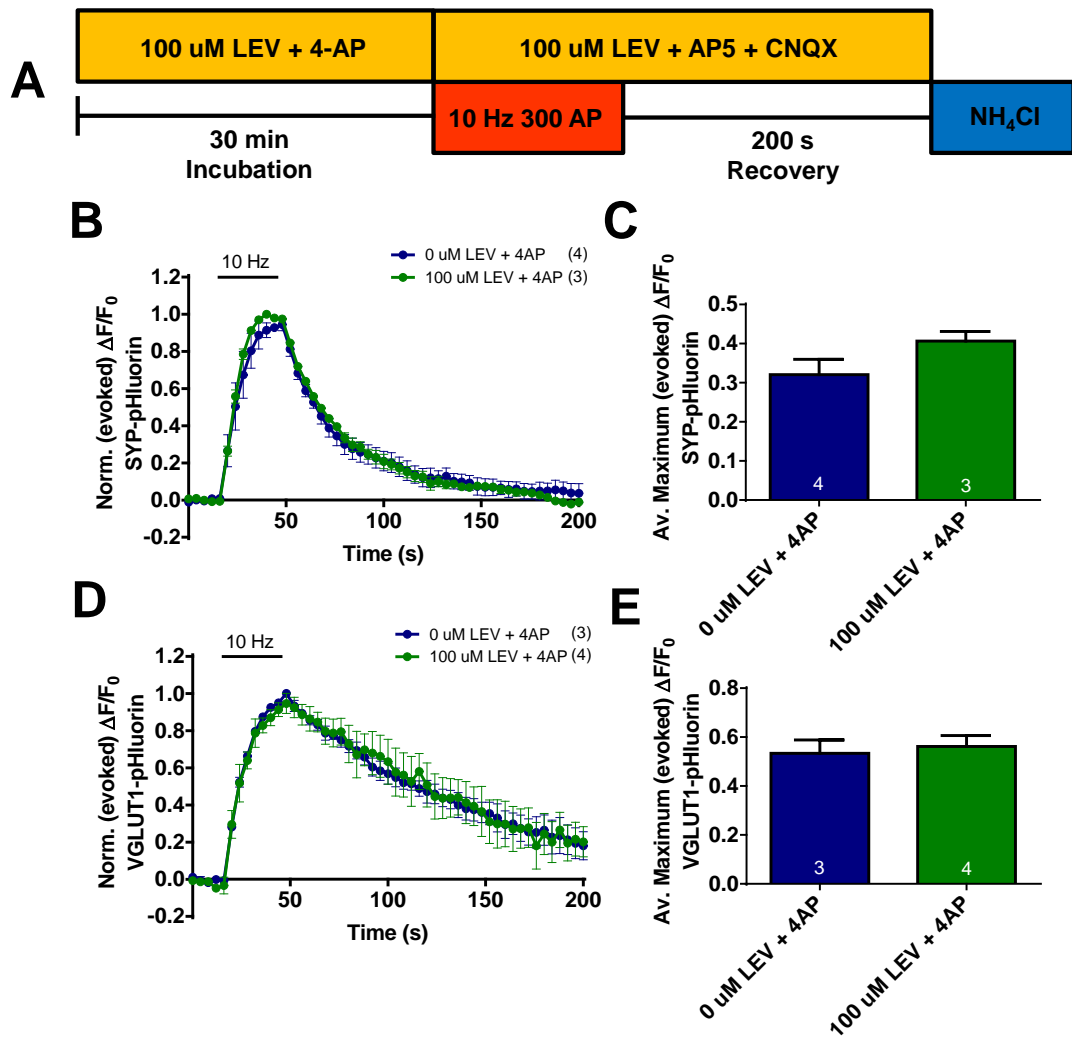 A
100 uM LEV + 4-AP
100 uM LEV + AP5 + CNQX
10 Hz 300 AP
NH₄Cl
30 min
Incubation
200 s
Recovery
B
10 Hz
0 uM LEV + 4AP (4)
100 uM LEV + 4AP (3)
Norm. (evoked) ΔF/F₀
SYP-pHluorin
1.2
1.0
0.8
0.6
0.4
0.2
0.0
-0.2
50
100
150
200
Time (s)
C
Av. Maximum (evoked) ΔF/F₀
SYP-pHluorin
0.5
0.4
0.3
0.2
0.1
0.0
4
3
0 uM LEV + 4AP
100 uM LEV + 4AP
D
10 Hz
0 uM LEV + 4AP (3)
100 uM LEV + 4AP (4)
Norm. (evoked) ΔF/F₀
VGLUT1-pHluorin
1.2
1.0
0.8
0.6
0.4
0.2
0.0
-0.2
50
100
150
200
Time (s)
E
Av. Maximum (evoked) ΔF/F₀
VGLUT1-pHluorin
0.8
0.6
0.4
0.2
0.0
3
4
0 uM LEV + 4AP
100 uM LEV + 4AP